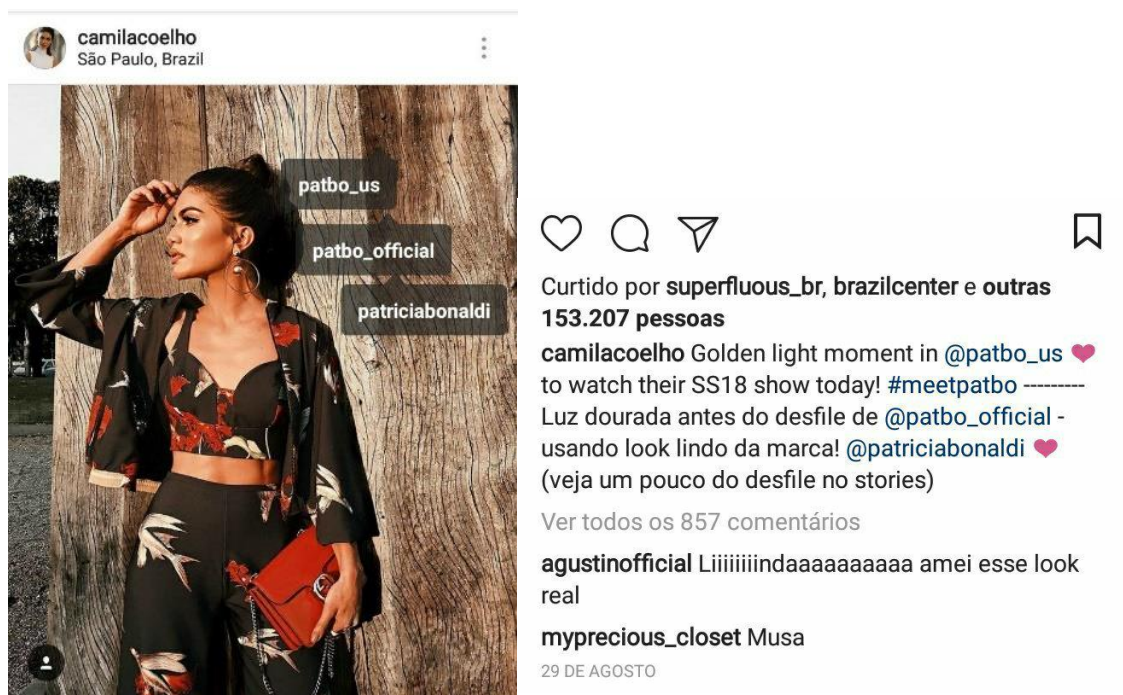 camilacoelho
São Paulo, Brazil
patbo_us
patbo_official
patriciabonaldi
Curtido por superfluous_br, brazilcenter e outras
153.207 pessoas
camilacoelho Golden light moment in @patbo_us 💗
to watch their SS18 show today! #meetpatbo ---------
Luz dourada antes do desfile de @patbo_official -
usando look lindo da marca! @patriciabonaldi 💗
(veja um pouco do desfile no stories)
Ver todos os 857 comentários
agustinofficial Liiiiiiiindaaaaaaaaaa amei esse look
real
myprecious_closet Musa
29 DE AGOSTO